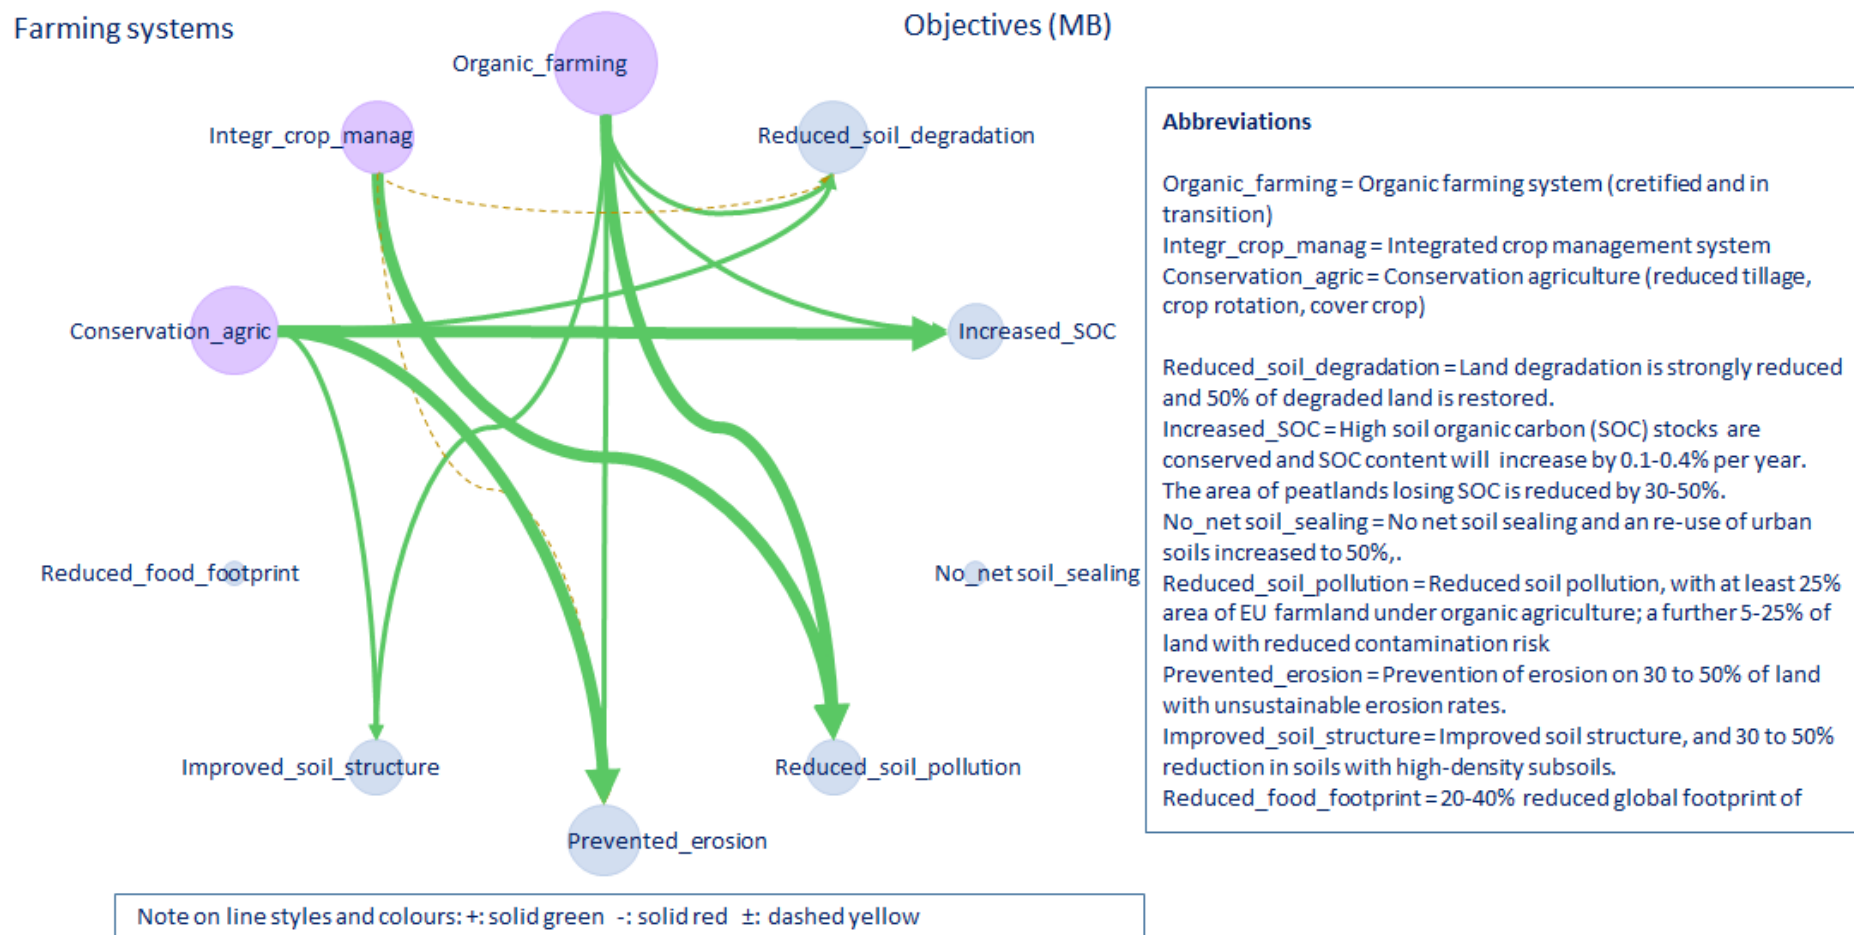 Farming systems
Objectives (MB)
Organic_farming
Integr_crop_manag
Reduced_soil_degradation
Conservation_agric
Increased_SOC
Reduced_food_footprint
No_net soil_sealing
Improved_soil_structure
Reduced_soil_pollution
Prevented_erosion
Abbreviations
Organic_farming = Organic farming system (cretified and in
transition)
Integr_crop_manag = Integrated crop management system
Conservation_agric = Conservation agriculture (reduced tillage,
crop rotation, cover crop)
Reduced_soil_degradation = Land degradation is strongly reduced
and 50% of degraded land is restored.
Increased_SOC = High soil organic carbon (SOC) stocks are
conserved and SOC content will increase by 0.1-0.4% per year.
The area of peatlands losing SOC is reduced by 30-50%.
No_net soil_sealing = No net soil sealing and an re-use of urban
soils increased to 50%,.
Reduced_soil_pollution = Reduced soil pollution, with at least 25%
area of EU farmland under organic agriculture; a further 5-25% of
land with reduced contamination risk
Prevented_erosion = Prevention of erosion on 30 to 50% of land
with unsustainable erosion rates.
Improved_soil_structure = Improved soil structure, and 30 to 50%
reduction in soils with high-density subsoils.
Reduced_food_footprint = 20-40% reduced global footprint of
Note on line styles and colours: +: solid green -: solid red ±: dashed yellow